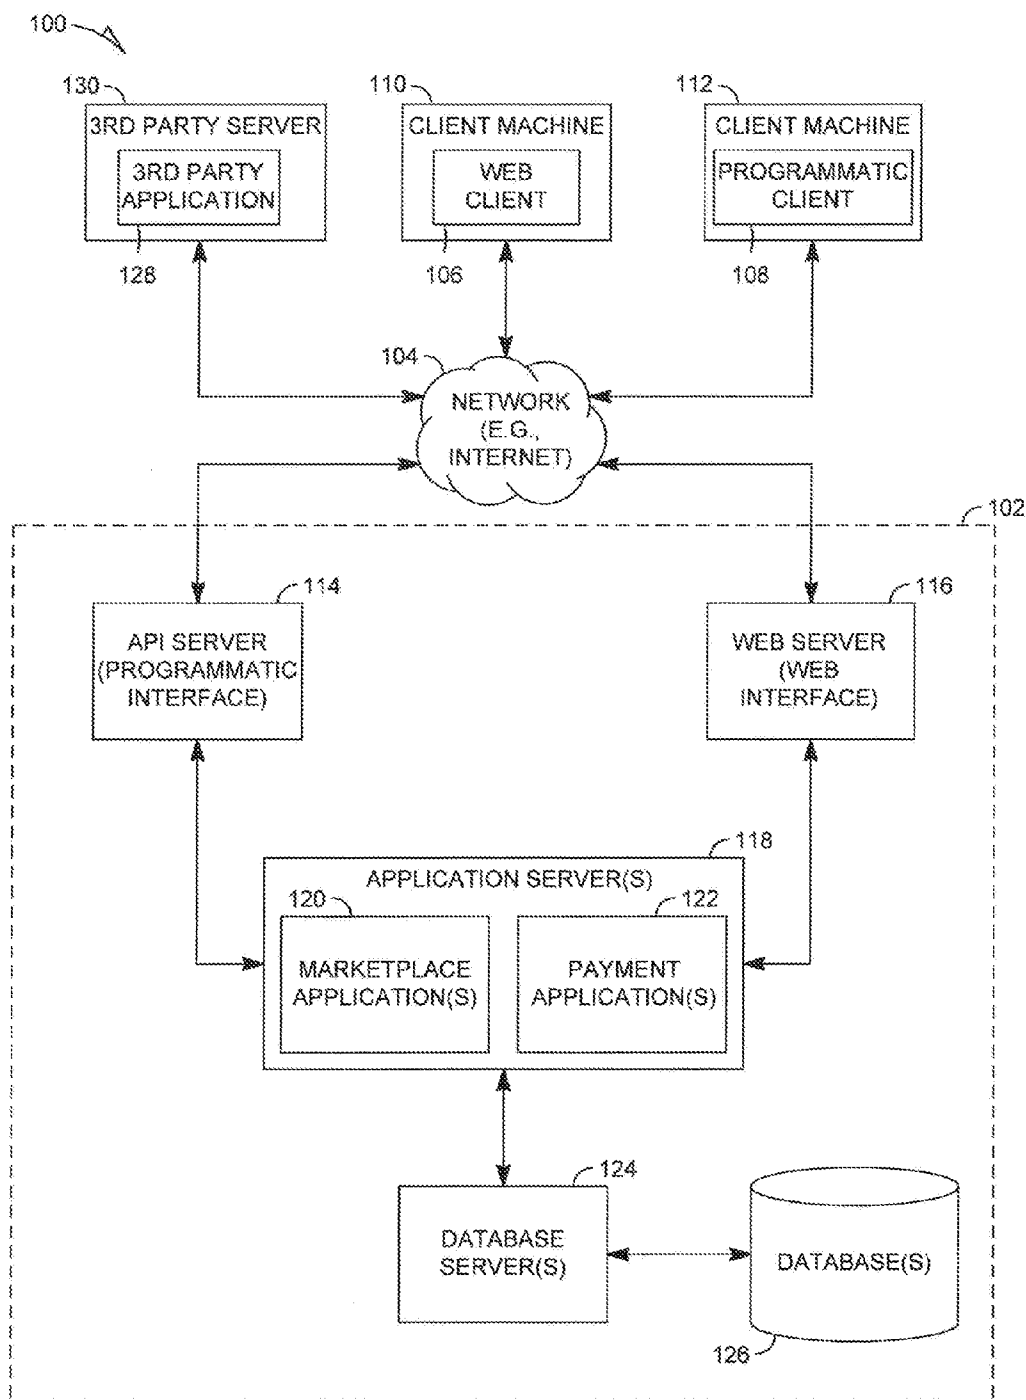 100
130
110
112
3RD PARTY SERVER
CLIENT MACHINE
CLIENT MACHINE
3RD PARTY
APPLICATION
WEB
CLIENT
PROGRAMMATIC
CLIENT
128
106
108
104
NETWORK
(E.G.,
INTERNET)
102
114
116
API SERVER
(PROGRAMMATIC
INTERFACE)
WEB SERVER
(WEB
INTERFACE)
118
APPLICATION SERVER(S)
120
122
MARKETPLACE
APPLICATION(S)
PAYMENT
APPLICATION(S)
124
DATABASE
SERVER(S)
DATABASE(S)
126